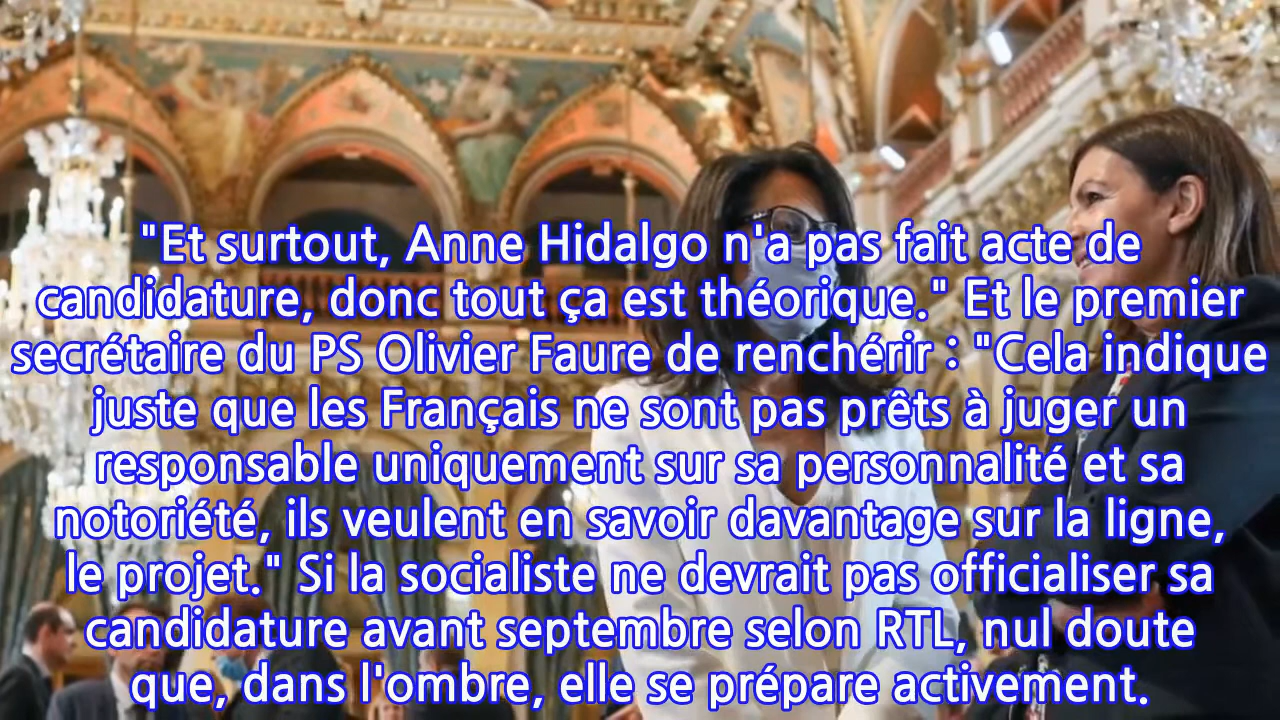 "Et surtout, Anne Hidalgo n'a pas fait acte de
candidature, donc tout ça est théorique." Et le premier
secrétaire du PS Olivier Faure de renchérir : "Cela indique
juste que les Français ne sont pas prêts à juger un
responsable uniquement sur sa personnalité et sa
notoriété, ils veulent en savoir davantage sur la ligne,
le projet." Si la socialiste ne devrait pas officialiser sa
candidature avant septembre selon RTL, nul doute
que, dans l'ombre, elle se prépare activement.